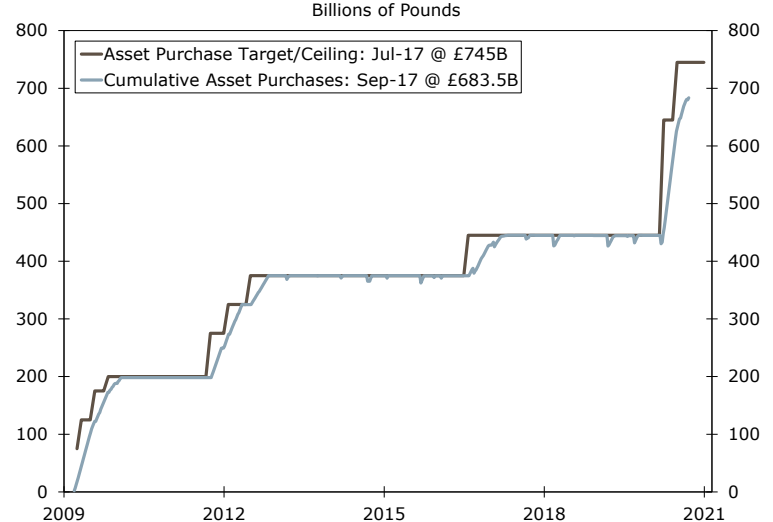 Billions of Pounds
800 800
Asset Purchase Target/Ceiling: Jul-17 @ £745B
Cumulative Asset Purchases: Sep-17 @ £683.5B
700 700
600 600
500 500
400 400
300 300
200 200
100 100
0 0
2009 2012 2015 2018 2021